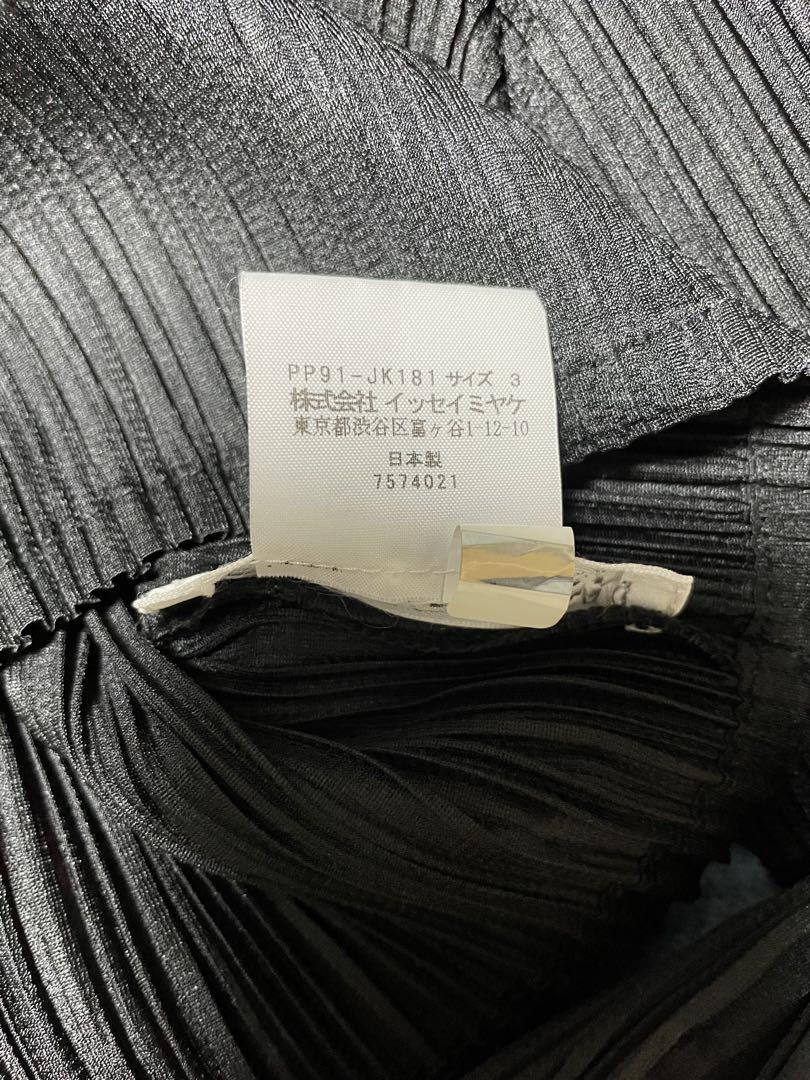 PP91-JK181 サイズ 3
株式会社 イッセイミヤケ
東京都渋谷区富ヶ谷1-12-10
日本製
7574021